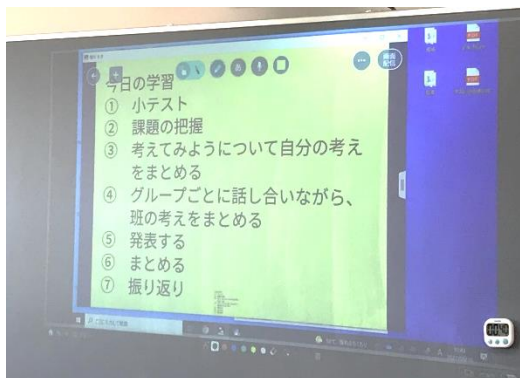 今日の学習
① 小テスト
② 課題の把握
③ 考えてみようについて自分の考え
をまとめる
④ グループごとに話し合いながら、
班の考えをまとめる
⑤ 発表する
⑥ まとめる
⑦ 振り返り
画面
配信